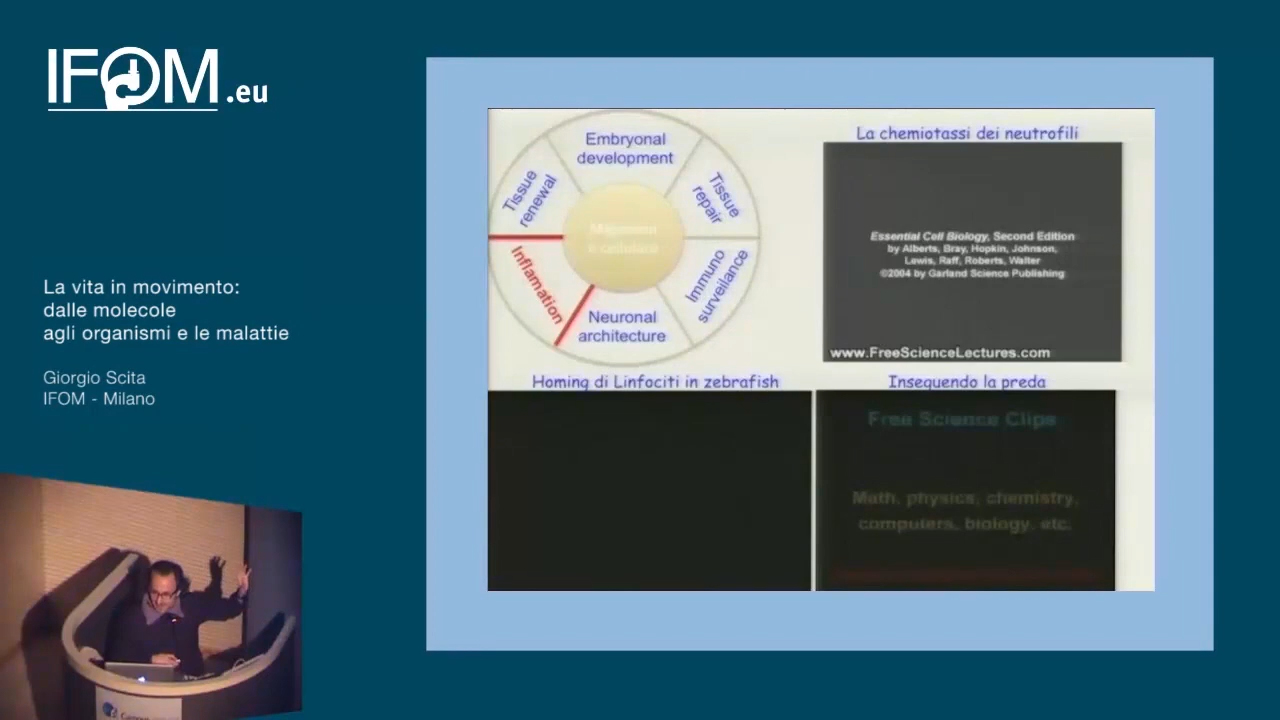 IFOM.eu
La vita in movimento:
dalle molecole
agli organismi e le malattie
Giorgio Scita
IFOM - Milano
Embryonal
development
Tissue
renewal
Tissue
repair
Inflamation
Immuno
surveilance
Neuronal
architecture
La chemiotassi dei neutrofili
Essential Cell Biology, Second Edition
by Alberts, Bray, Hopkin, Johnson,
Lewis, Raff, Roberts, Walter
©2004 by Garland Science Publishing
www.FreeScienceLectures.com
Homing di Linfociti in zebrafish
Inseguendo la preda
Free Science Clips
Math, physics, chemistry,
computers, biology, etc.